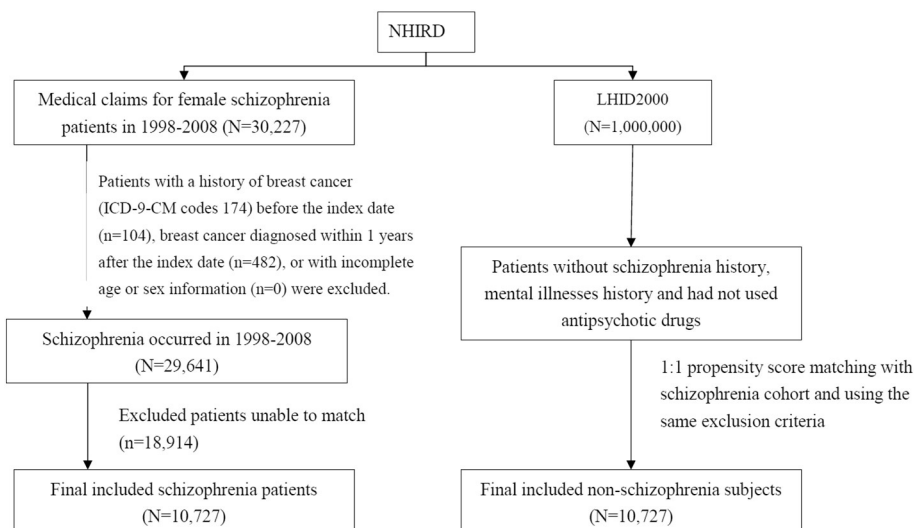 NHIRD
Medical claims for female schizophrenia
patients in 1998-2008 (N=30,227)
LHID2000
(N=1,000,000)
Patients with a history of breast cancer
(ICD-9-CM codes 174) before the index date
(n=104), breast cancer diagnosed within 1 years
after the index date (n=482), or with incomplete
age or sex information (n=0) were excluded.
Patients without schizophrenia history,
mental illnesses history and had not used
antipsychotic drugs
Schizophrenia occurred in 1998-2008
(N=29,641)
1:1 propensity score matching with
schizophrenia cohort and using the
same exclusion criteria
Excluded patients unable to match
(n=18,914)
Final included schizophrenia patients
(N=10,727)
Final included non-schizophrenia subjects
(N=10,727)